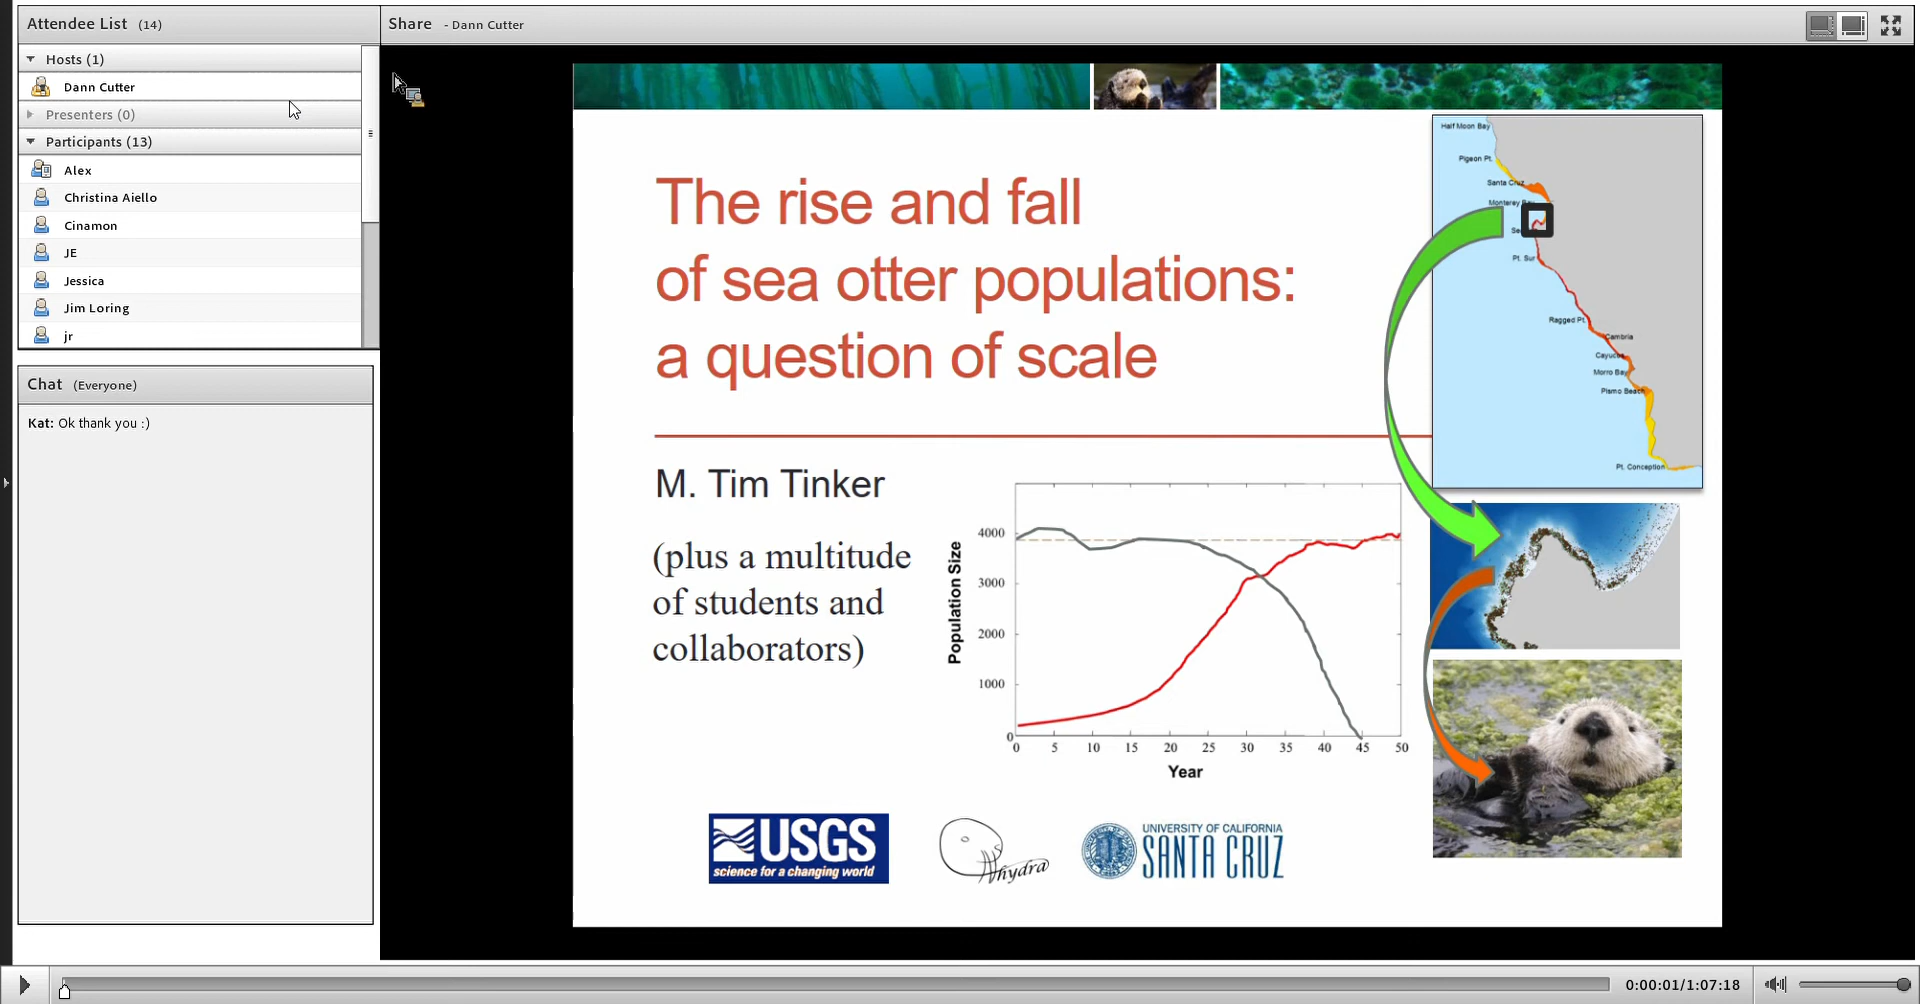 Attendee List (14)
Hosts (1)
Dann Cutter
Presenters (0)
Participants (13)
Alex
Christina Aiello
Cinamon
JE
Jessica
Jim Loring
jr
Chat (Everyone)
Kat: Ok thank you :)
Share - Dann Cutter
The rise and fall
of sea otter populations:
a question of scale
M. Tim Tinker
(plus a multitude
of students and
collaborators)
Population Size
4000
3000
2000
1000
0
0 5 10 15 20 25 30 35 40 45 50
Year
Half Moon Bay
Pigeon Pt.
Santa Cruz
Monterey Bay
Pt. Sur
Ragged Pt.
Cambria
Cayucos
Morro Bay
Pismo Beach
Pt. Conception
USGS
science for a changing world
hydra
UNIVERSITY OF CALIFORNIA
SANTA CRUZ
0:00:01/1:07:18